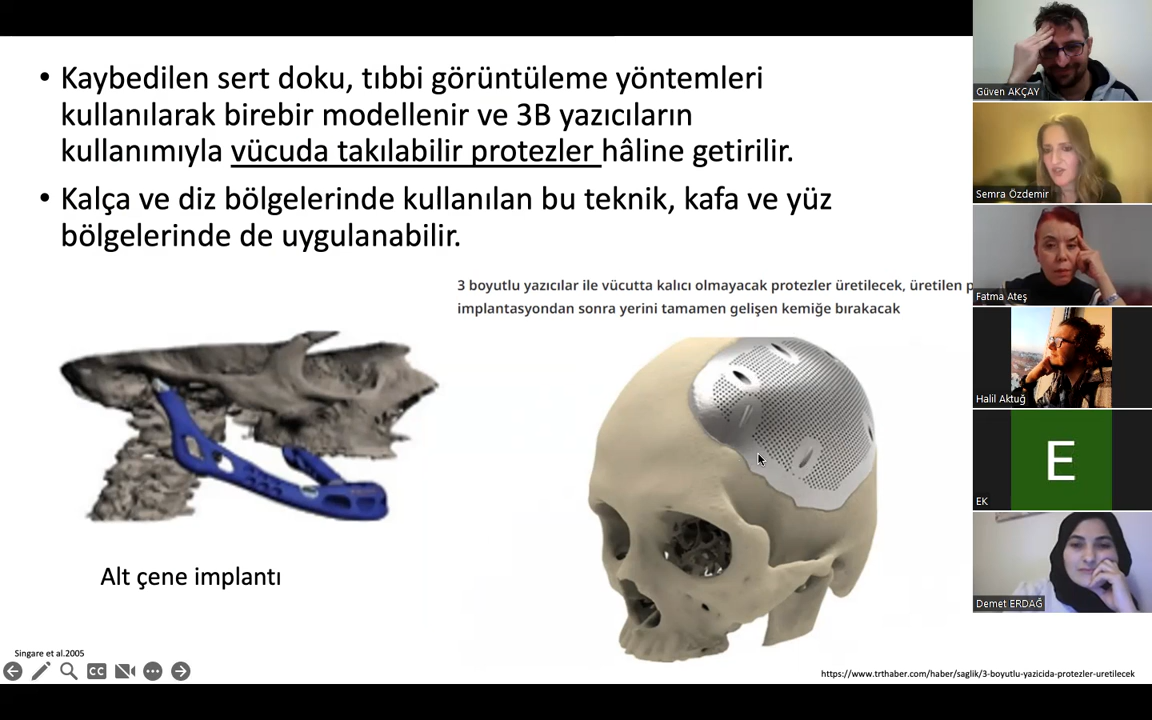 • Kaybedilen sert doku, tıbbi görüntüleme yöntemleri
kullanılarak birebir modellenir ve 3B yazıcıların
kullanımıyla vücuda takılabilir protezler hâline getirilir.
• Kalça ve diz bölgelerinde kullanılan bu teknik, kafa ve yüz
bölgelerinde de uygulanabilir.
3 boyutlu yazıcılar ile vücutta kalıcı olmayacak protezler üretilecek, üretilen p
implantasyondan sonra yerini tamamen gelişen kemiğe bırakacak
Alt çene implantı
Singare et al.2005
CC
https://www.trthaber.com/haber/saglik/3-boyutlu-yazicida-protezler-uretilecek
Güven AKÇAY
Semra Özdemir
Fatma Ateş
Halil Aktuğ
E
EK
Demet ERDAĞ